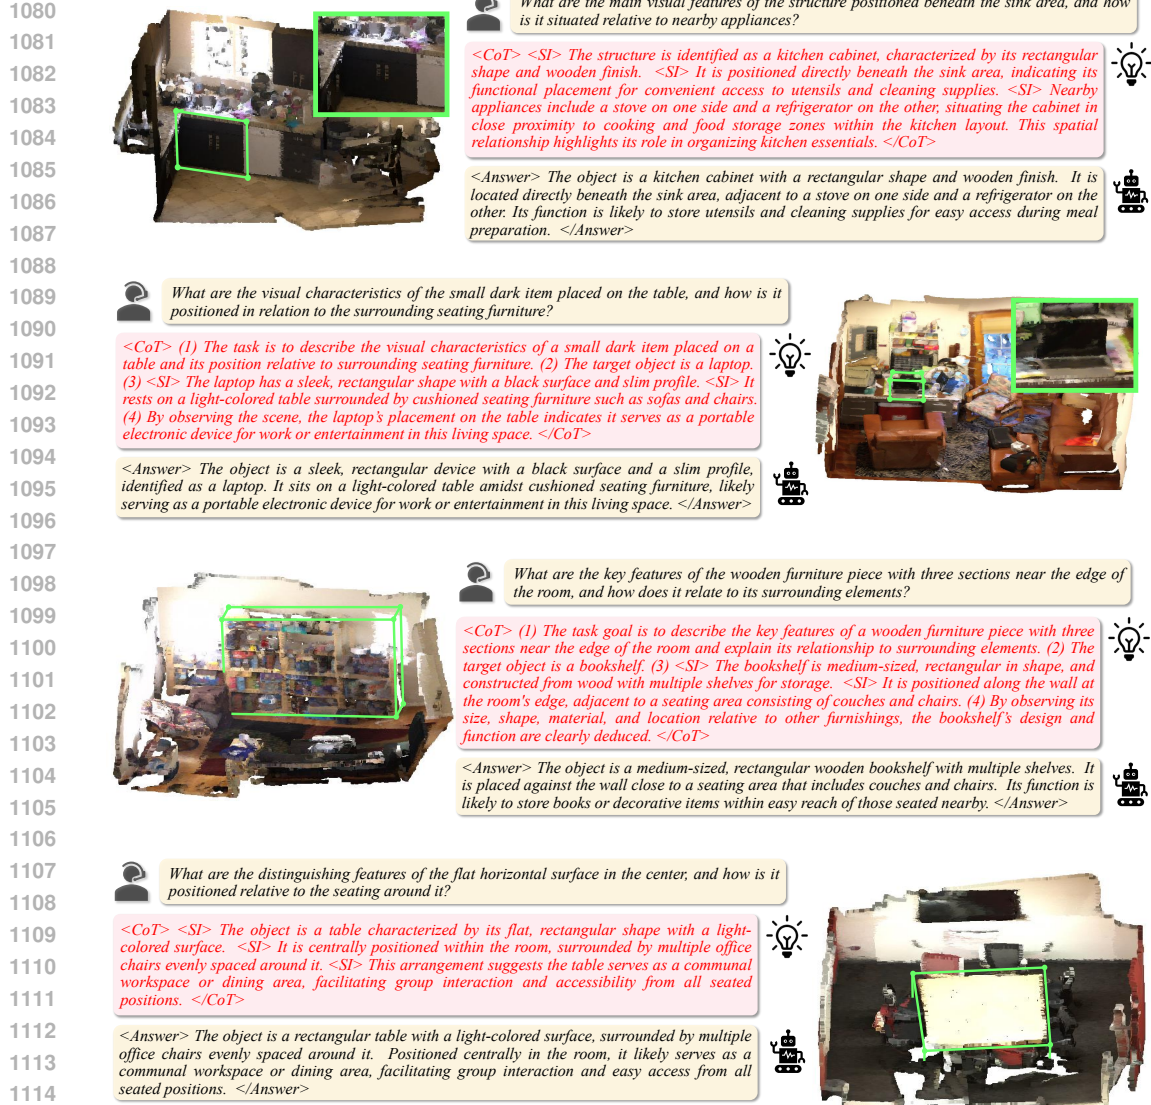 1080
1081
1082
1083
1084
1085
1086
1087
1088
1089
1090
1091
1092
1093
1094
1095
1096
1097
1098
1099
1100
1101
1102
1103
1104
1105
1106
1107
1108
1109
1110
1111
1112
1113
1114
What are the main visual features of the structure positioned beneath the sink area, and how
is it situated relative to nearby appliances?
<CoT> <SI> The structure is identified as a kitchen cabinet, characterized by its rectangular
shape and wooden finish. <SI> It is positioned directly beneath the sink area, indicating its
functional placement for convenient access to utensils and cleaning supplies. <SI> Nearby
appliances include a stove on one side and a refrigerator on the other, situating the cabinet in
close proximity to cooking and food storage zones within the kitchen layout. This spatial
relationship highlights its role in organizing kitchen essentials. </CoT>
<Answer> The object is a kitchen cabinet with a rectangular shape and wooden finish. It is
located directly beneath the sink area, adjacent to a stove on one side and a refrigerator on the
other. Its function is likely to store utensils and cleaning supplies for easy access during meal
preparation. </Answer>
What are the visual characteristics of the small dark item placed on the table, and how is it
positioned in relation to the surrounding seating furniture?
<CoT> (1) The task is to describe the visual characteristics of a small dark item placed on a
table and its position relative to surrounding seating furniture. (2) The target object is a laptop.
(3) <SI> The laptop has a sleek, rectangular shape with a black surface and slim profile. <SI> It
rests on a light-colored table surrounded by cushioned seating furniture such as sofas and chairs.
(4) By observing the scene, the laptop's placement on the table indicates it serves as a portable
electronic device for work or entertainment in this living space. </CoT>
<Answer> The object is a sleek, rectangular device with a black surface and a slim profile,
identified as a laptop. It sits on a light-colored table amidst cushioned seating furniture, likely
serving as a portable electronic device for work or entertainment in this living space. </Answer>
What are the key features of the wooden furniture piece with three sections near the edge of
the room, and how does it relate to its surrounding elements?
<CoT> (1) The task goal is to describe the key features of a wooden furniture piece with three
sections near the edge of the room and explain its relationship to surrounding elements. (2) The
target object is a bookshelf. (3) <SI> The bookshelf is medium-sized, rectangular in shape, and
constructed from wood with multiple shelves for storage. <SI> It is positioned along the wall at
the room's edge, adjacent to a seating area consisting of couches and chairs. (4) By observing its
size, shape, material, and location relative to other furnishings, the bookshelf's design and
function are clearly deduced. </CoT>
<Answer> The object is a medium-sized, rectangular wooden bookshelf with multiple shelves. It
is placed against the wall close to a seating area that includes couches and chairs. Its function is
likely to store books or decorative items within easy reach of those seated nearby. </Answer>
What are the distinguishing features of the flat horizontal surface in the center, and how is it
positioned relative to the seating around it?
<CoT> <SI> The object is a table characterized by its flat, rectangular shape with a light-
colored surface. <SI> It is centrally positioned within the room, surrounded by multiple office
chairs evenly spaced around it. <SI> This arrangement suggests the table serves as a communal
workspace or dining area, facilitating group interaction and accessibility from all seated
positions. </CoT>
<Answer> The object is a rectangular table with a light-colored surface, surrounded by multiple
office chairs evenly spaced around it. Positioned centrally in the room, it likely serves as a
communal workspace or dining area, facilitating group interaction and easy access from all
seated positions. </Answer>